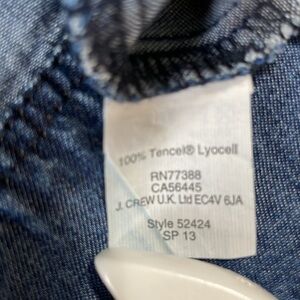 100% Tencel® Lyocell
RN77388
CA56445
J. CREW U.K. Ltd EC4V 6JA
Style 52424
SP 13